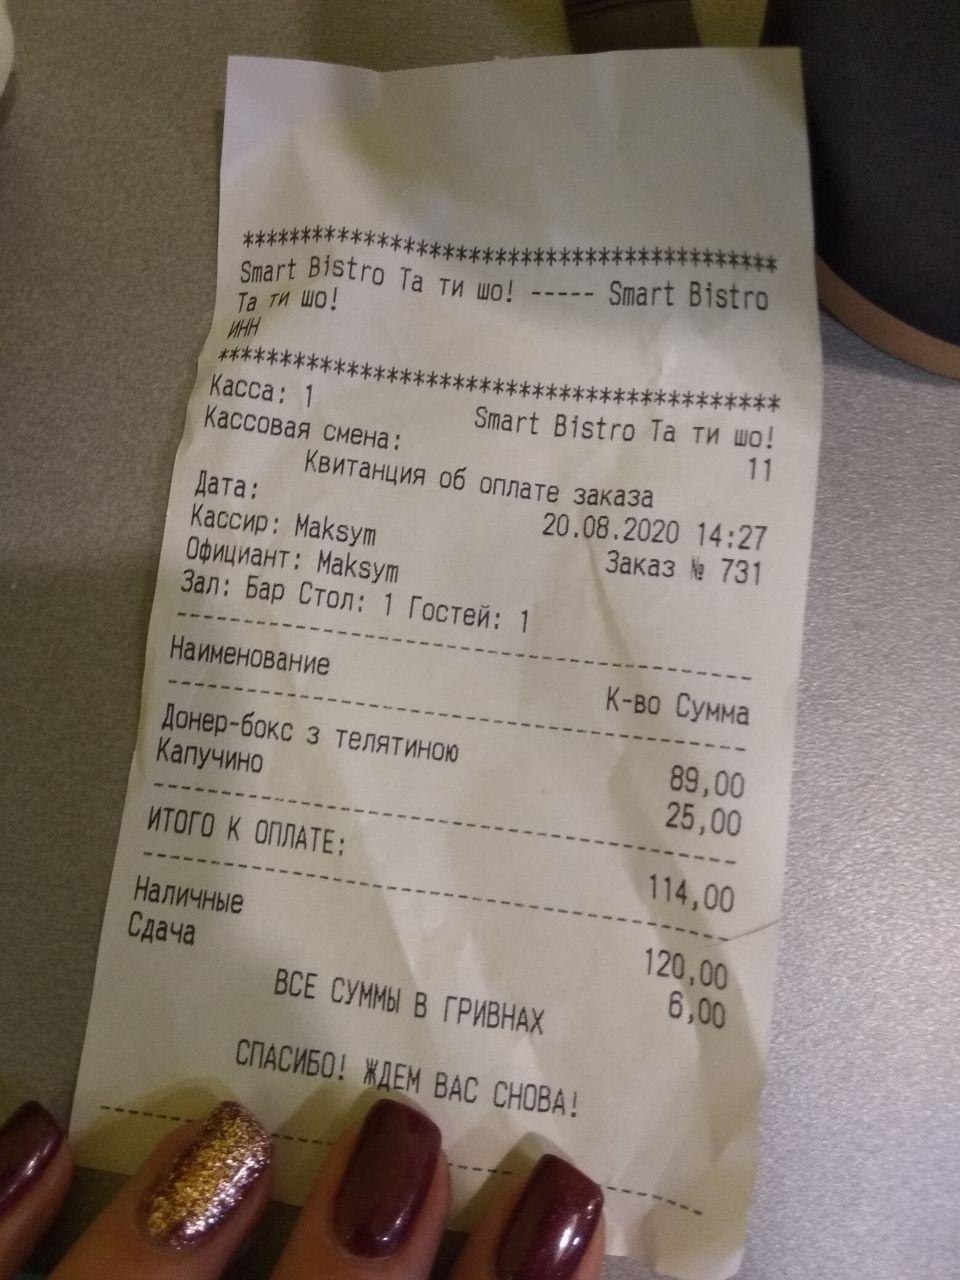 *******************************************
Smart Bistro Та ти шо! ----- Smart Bistro
Та ти шо!
ИНН
*******************************************
Касса: 1 Smart Bistro Та ти шо!
Кассовая смена: 11
Квитанция об оплате заказа
Дата: 20.08.2020 14:27
Кассир: Maksym Заказ № 731
Официант: Maksym
Зал: Бар Стол: 1 Гостей: 1
Наименование К-во Сумма
Донер-бокс з телятиною 89,00
Капучино 25,00
ИТОГО К ОПЛАТЕ: 114,00
Наличные 120,00
Сдача 6,00
ВСЕ СУММЫ В ГРИВНАХ
СПАСИБО! ЖДЕМ ВАС СНОВА!